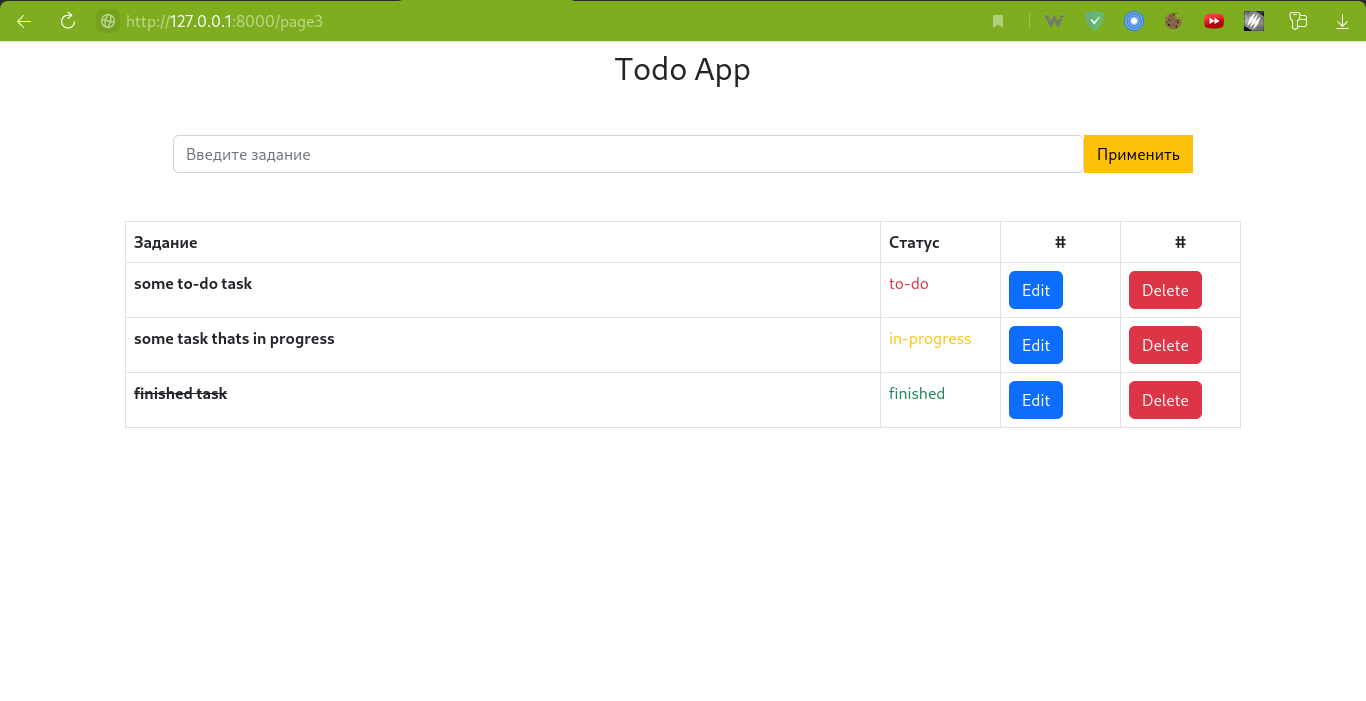 http://127.0.0.1:8000/page3
Todo App
Введите задание Применить
Задание Статус # #
some to-do task to-do Edit Delete
some task thats in progress in-progress Edit Delete
finished task finished Edit Delete